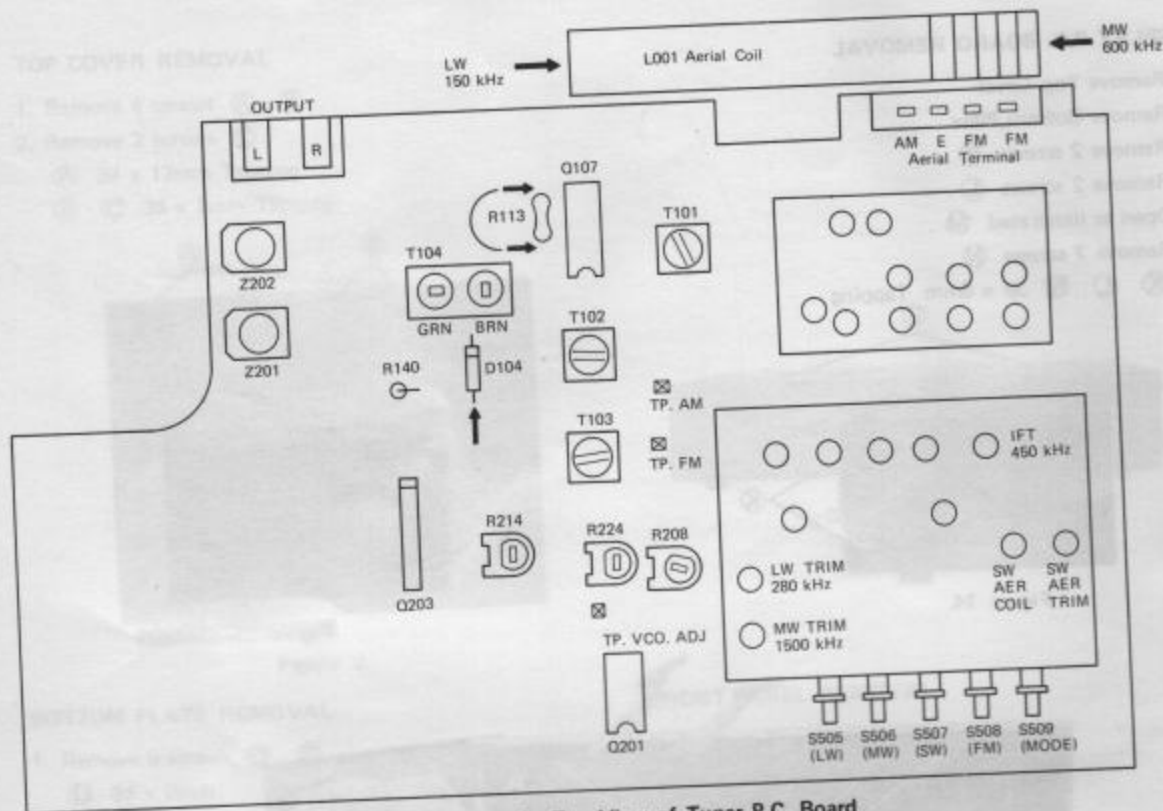 MW
600 kHz
LW
150 kHz
L001 Aerial Coil
TOP COVER REMOVAL
OUTPUT
L R
AM E FM FM
Aerial Terminal
Q107
R113
T101
T104
Z202
GRN BRN
T102
Z201
R140
D104
TP. AM
T103
TP. FM
IFT
450 kHz
R214
R224
R208
LW TRIM
280 kHz
SW
AER
COIL
SW
AER
TRIM
Q203
TP. VCO. ADJ
MW TRIM
1500 kHz
Q201
S505
(LW)
S506
(MW)
S507
(SW)
S508
(FM)
S509
(MODE)
BOTTOM PLATE REMOVAL